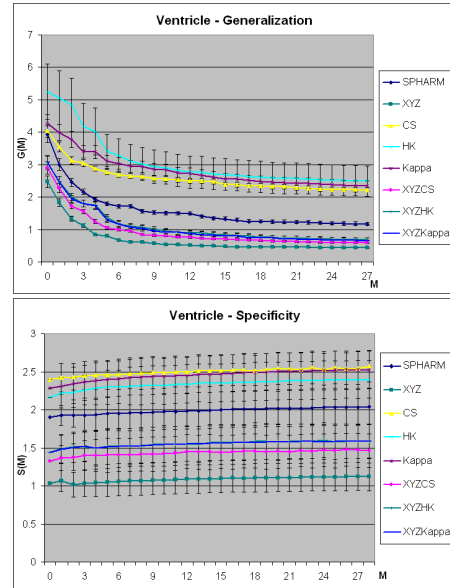 Ventricle - Generalization
7
6
5
4
3
2
1
0
G(M)
0 3 6 9 12 15 18 21 24 27
M
SPHARM
XYZ
CS
HK
Kappa
XYZCS
XYZHK
XYZKappa
Ventricle - Specificity
3
2.5
2
1.5
1
0.5
0
S(M)
0 3 6 9 12 15 18 21 24 27
M
SPHARM
XYZ
CS
HK
Kappa
XYZCS
XYZHK
XYZKappa